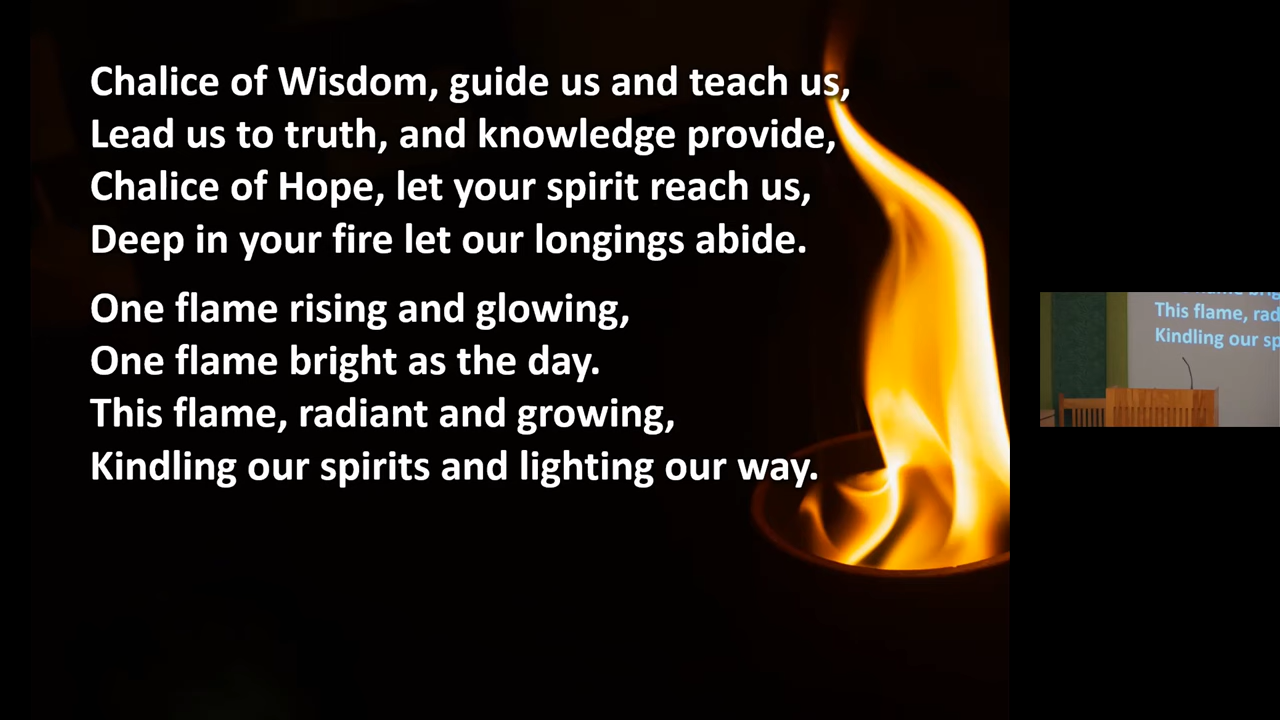 Chalice of Wisdom, guide us and teach us,
Lead us to truth, and knowledge provide,
Chalice of Hope, let your spirit reach us,
Deep in your fire let our longings abide.
One flame rising and glowing,
One flame bright as the day.
This flame, radiant and growing,
Kindling our spirits and lighting our way.
This flame, rad
Kindling our sp